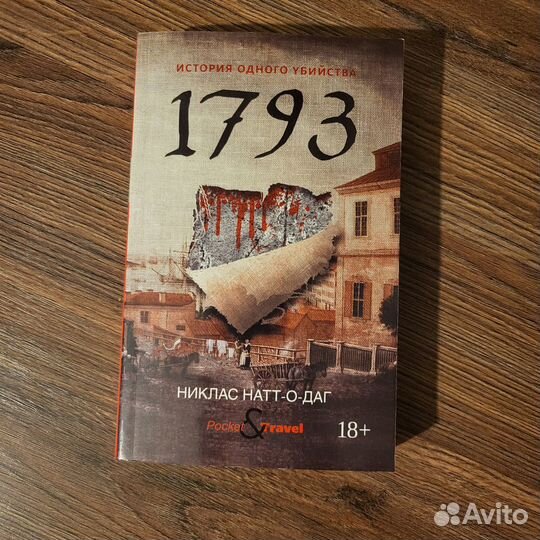 ИСТОРИЯ ОДНОГО УБИЙСТВА
1793
НИКЛАС НАТТ-О-ДАГ
Pocket & Travel
18+
Avito